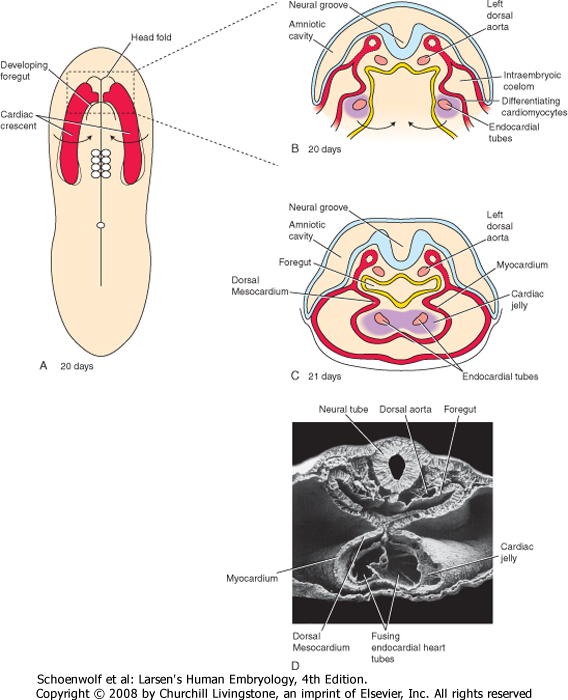 Head fold
Developing
foregut
Cardiac
crescent
A
20 days
Neural groove
Left
dorsal
aorta
Amniotic
cavity
Intraembryoic
coelom
Differentiating
cardiomyocytes
Endocardial
tubes
B
20 days
Neural groove
Amniotic
cavity
Left
dorsal
aorta
Foregut
Myocardium
Dorsal
Mesocardium
Cardiac
jelly
Endocardial tubes
C
21 days
Neural tube
Dorsal aorta
Foregut
Cardiac
jelly
Myocardium
Dorsal
Mesocardium
Fusing
endocardial heart
tubes
D
Schoenwolf et al: Larsen's Human Embryology, 4th Edition.
Copyright © 2008 by Churchill Livingstone, an imprint of Elsevier, Inc. All rights reserved